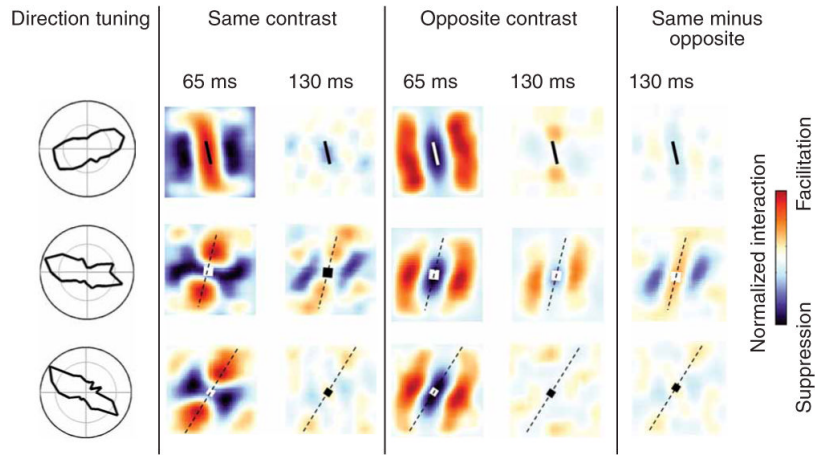 Direction tuning
Same contrast
Opposite contrast
Same minus
opposite
65 ms
130 ms
65 ms
130 ms
130 ms
Normalized interaction
Suppression
Facilitation